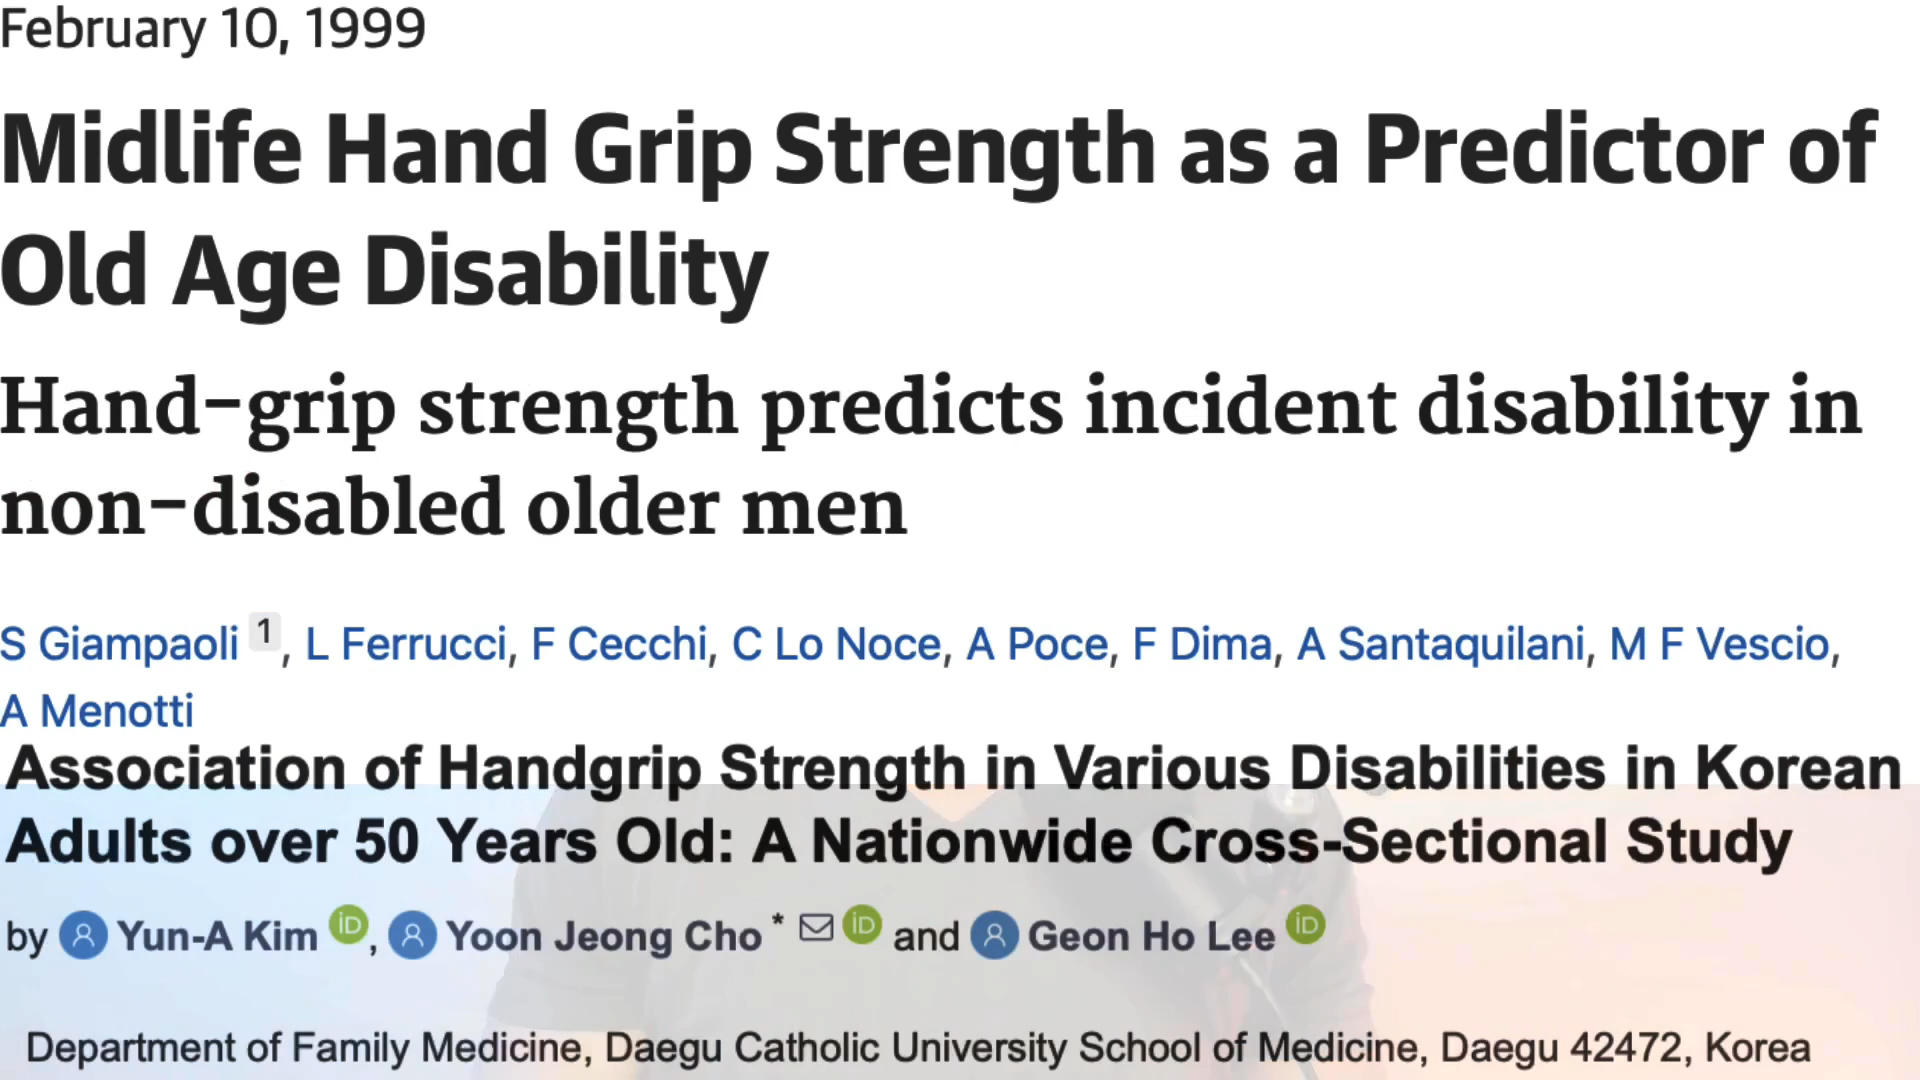 February 10, 1999
Midlife Hand Grip Strength as a Predictor of
Old Age Disability
Hand-grip strength predicts incident disability in
non-disabled older men
S Giampaoli 1, L Ferrucci, F Cecchi, C Lo Noce, A Poce, F Dima, A Santaquilani, M F Vescio,
A Menotti
Association of Handgrip Strength in Various Disabilities in Korean
Adults over 50 Years Old: A Nationwide Cross-Sectional Study
by Yun-A Kim iD, Yoon Jeong Cho * iD and Geon Ho Lee iD
Department of Family Medicine, Daegu Catholic University School of Medicine, Daegu 42472, Korea